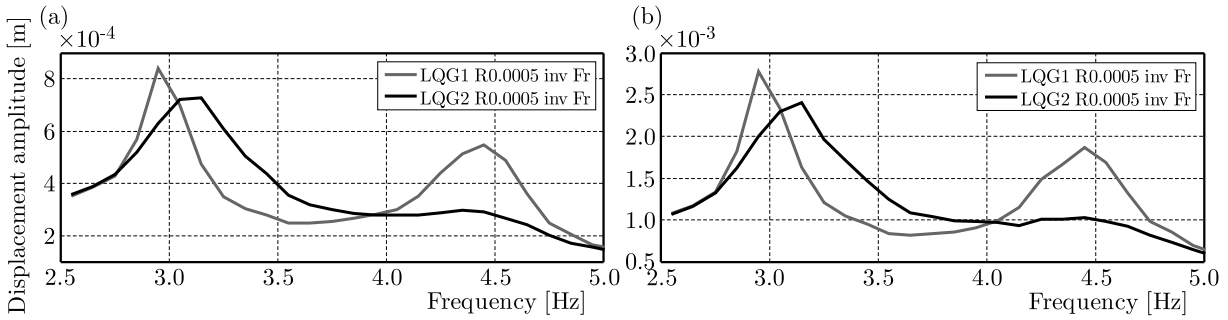 (a)
×10⁻⁴
Displacement amplitude [m]
8
6
4
2
LQG1 R0.0005 inv Fr
LQG2 R0.0005 inv Fr
2.5 3.0 3.5 4.0 4.5 5.0
Frequency [Hz]
(b)
×10⁻³
3.0
2.5
2.0
1.5
1.0
0.5
LQG1 R0.0005 inv Fr
LQG2 R0.0005 inv Fr
2.5 3.0 3.5 4.0 4.5 5.0
Frequency [Hz]